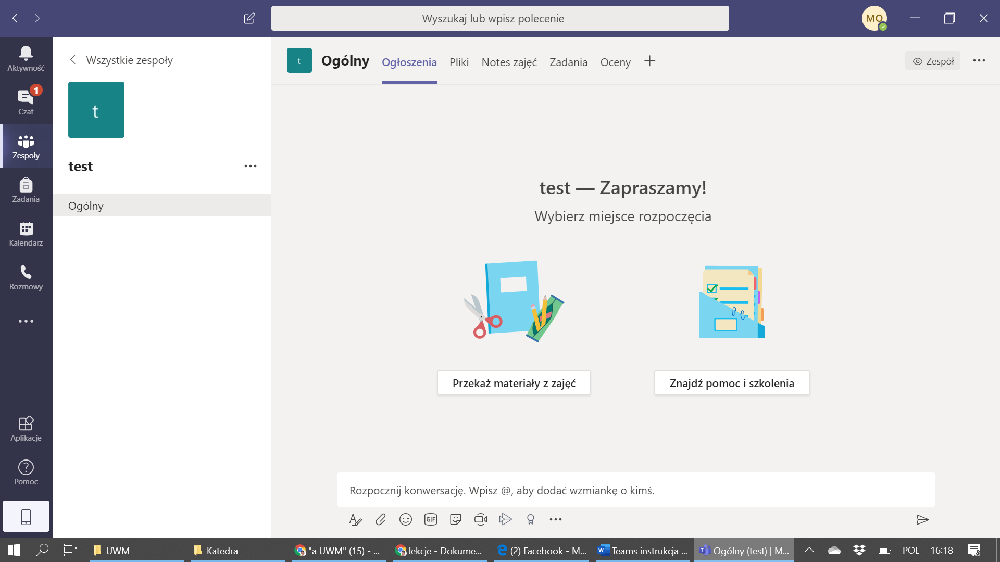 Wyszukaj lub wpisz polecenie
MO
Aktywność
1
Czat
Zespoły
Zadania
Kalendarz
Rozmowy
Aplikacje
Pomoc
Wszystkie zespoły
t
test
Ogólny
t
Ogólny Ogłoszenia Pliki Notes zajęć Zadania Oceny
Zespół
test — Zapraszamy!
Wybierz miejsce rozpoczęcia
Przekaż materiały z zajęć
Znajdź pomoc i szkolenia
Rozpocznij konwersację. Wpisz @, aby dodać wzmiankę o kimś.
GIF
UWM
Katedra
"a UWM" (15) - ...
lekcje - Dokume...
(2) Facebook - M...
Teams instrukcja ...
Ogólny (test) | M...
POL
16:18